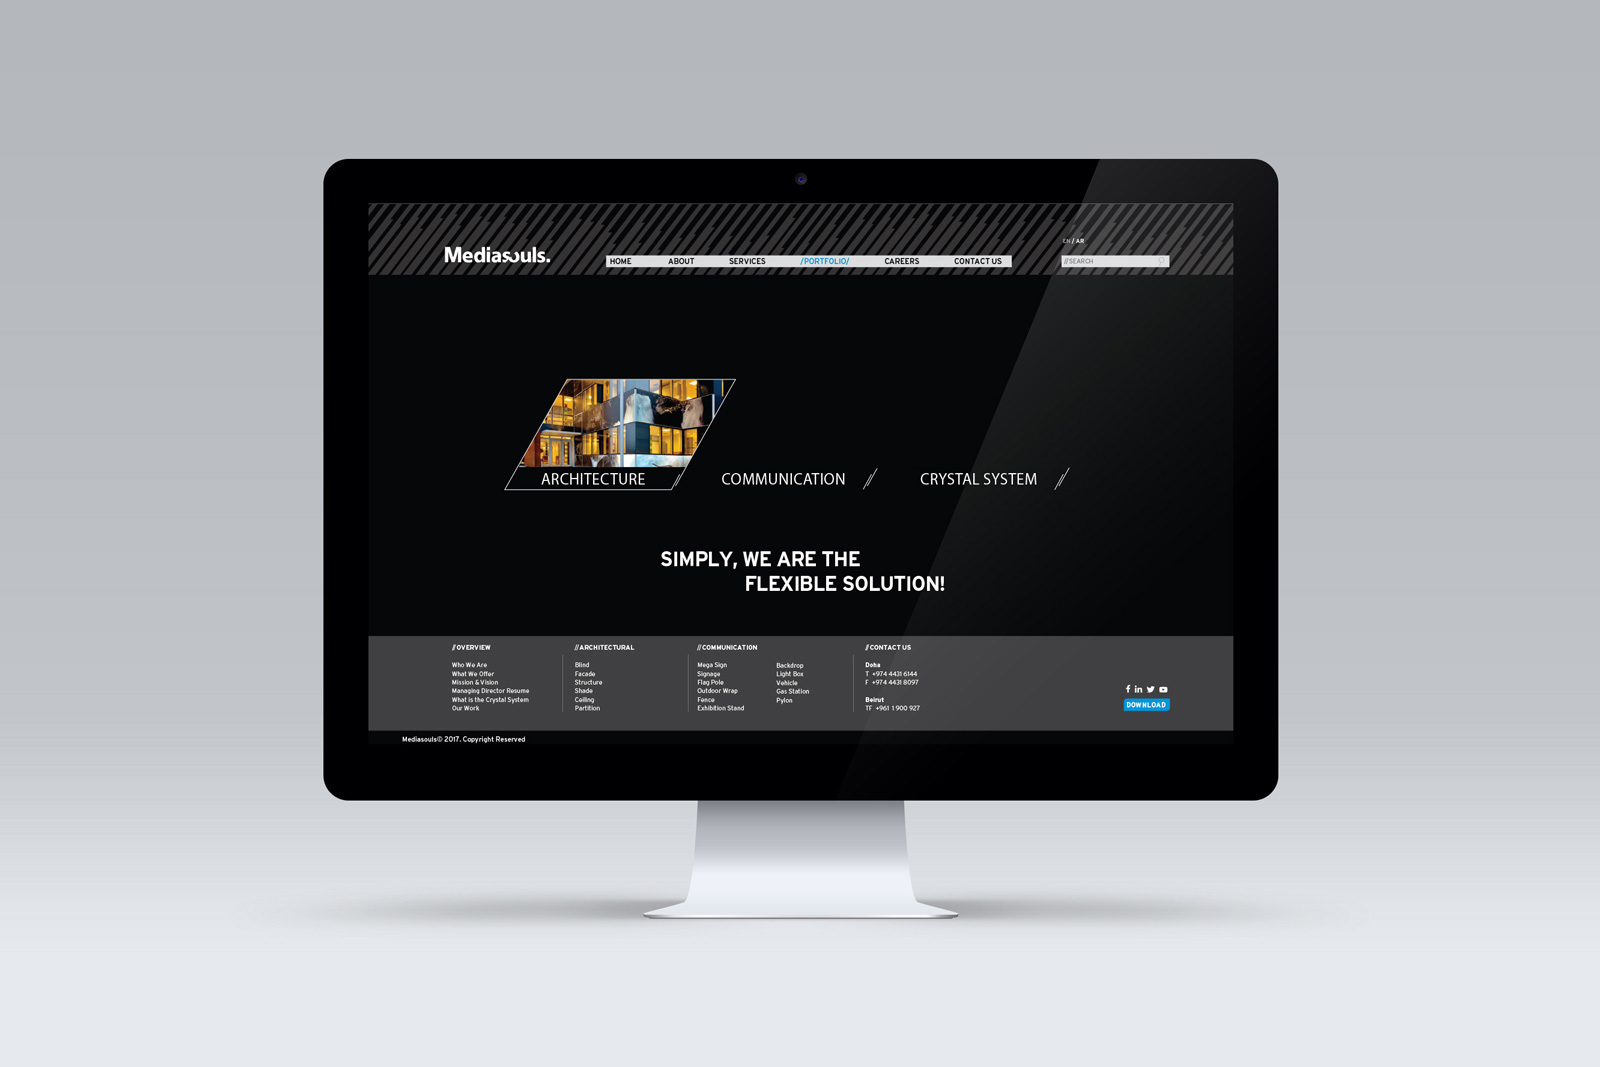 EN / AR
Mediasouls.
HOME ABOUT SERVICES /PORTFOLIO/ CAREERS CONTACT US
//SEARCH
ARCHITECTURE // COMMUNICATION // CRYSTAL SYSTEM //
SIMPLY, WE ARE THE
FLEXIBLE SOLUTION!
//OVERVIEW
Who We Are
What We Offer
Mission & Vision
Managing Director Resume
What is the Crystal System
Our Work
//ARCHITECTURAL
Blind
Facade
Structure
Shade
Ceiling
Partition
//COMMUNICATION
Mega Sign
Signage
Flag Pole
Outdoor Wrap
Fence
Exhibition Stand
Backdrop
Light Box
Vehicle
Gas Station
Pylon
//CONTACT US
Doha
T +974 4431 6144
F +974 4431 8097
Beirut
TF +961 1 900 927
DOWNLOAD
Mediasouls© 2017. Copyright Reserved